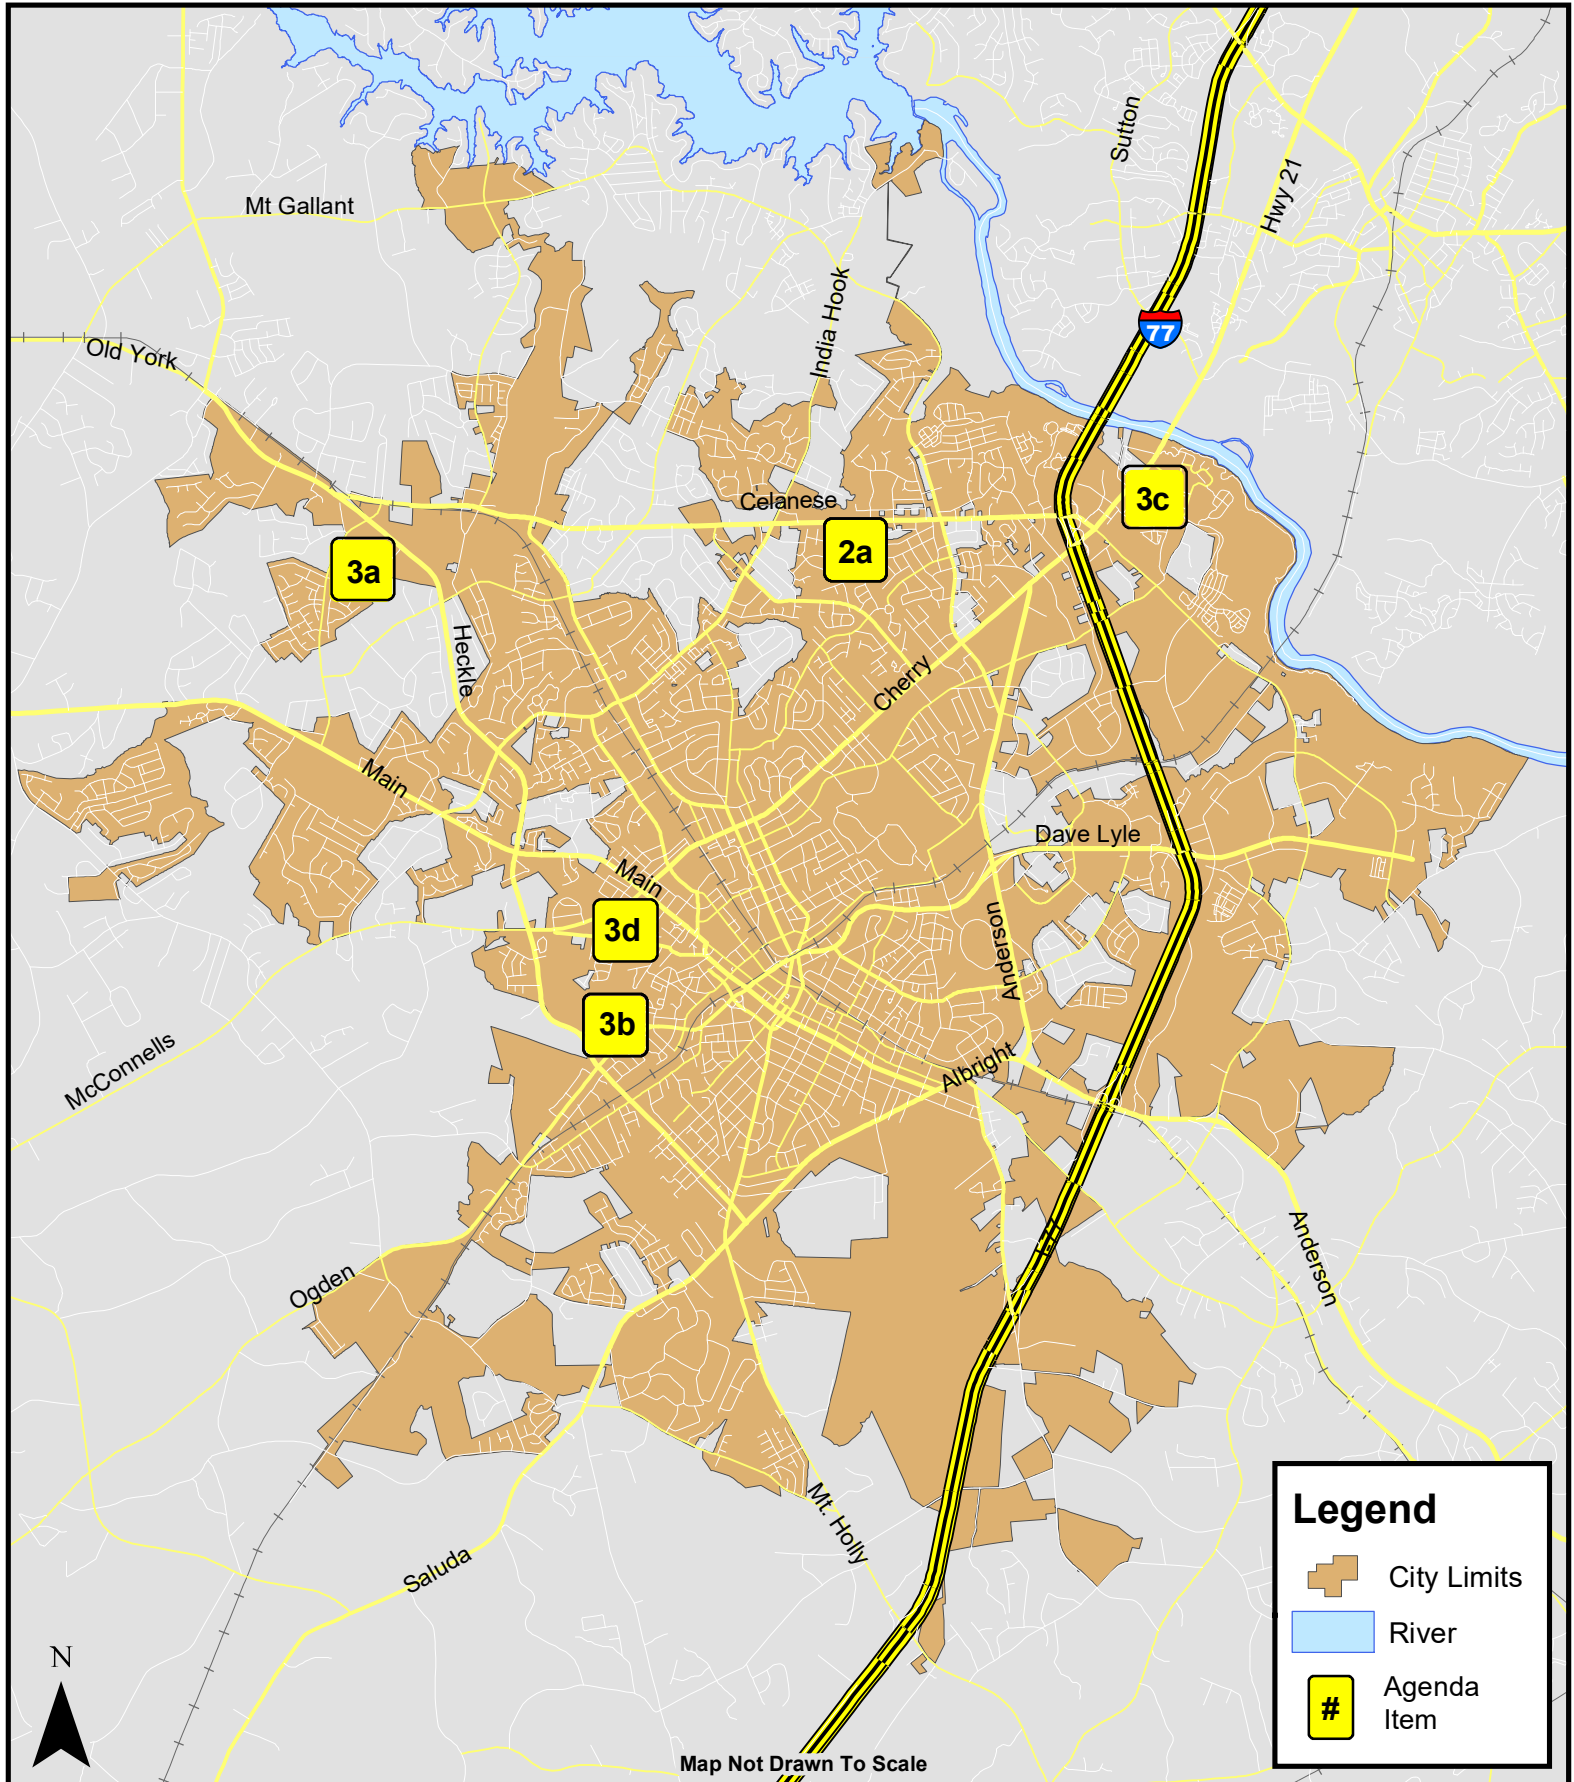 Sutton
Hwy 21
Mt Gallant
India Hook
77
Old York
Celanese
3c
2a
3a
Heckle
Cherry
Main
Dave Lyle
Main
3d
Anderson
3b
McConnells
Albright
Anderson
Ogden
Mt. Holly
Saluda
Legend
City Limits
River
# Agenda
Item
N
Map Not Drawn To Scale